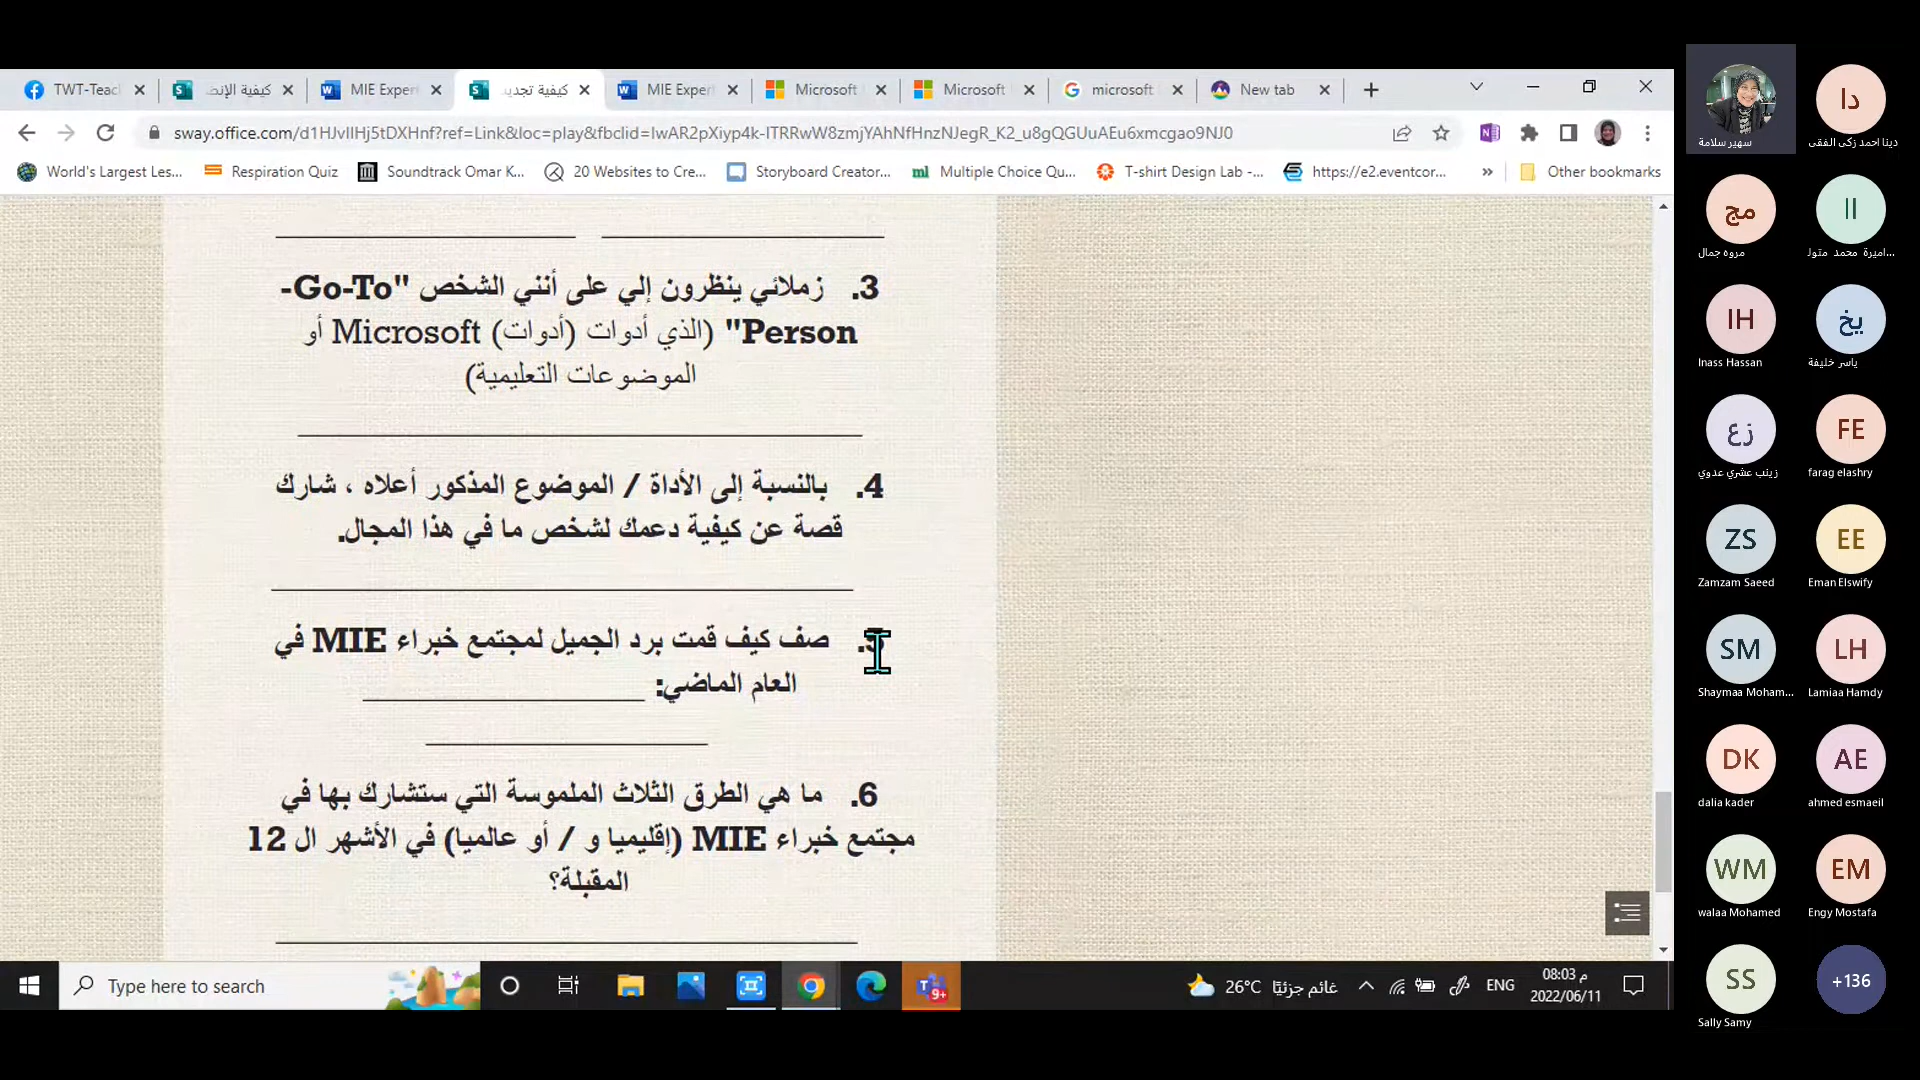 TWT-Teac
كيفية الإنض
MIE Exper
كيفية تجديد
MIE Exper
Microsoft
Microsoft
microsoft
New tab
sway.office.com/d1HJvIlHj5tDXHnf?ref=Link&loc=play&fbclid=IwAR2pXiyp4k-ITRRwW8zmjYAhNfHnzNJegR_K2_u8gQGUuAEu6xmcgao9NJ0
World's Largest Les...
Respiration Quiz
Soundtrack Omar K...
20 Websites to Cre...
Storyboard Creator...
Multiple Choice Qu...
T-shirt Design Lab -...
https://e2.eventcor...
Other bookmarks
3. زملائي ينظرون إلي على أنني الشخص "Go-To-
Person" (الذي أدوات (أدوات) Microsoft أو
الموضوعات التعليمية)
4. بالنسبة إلى الأداة / الموضوع المذكور أعلاه ، شارك
قصة عن كيفية دعمك لشخص ما في هذا المجال.
5. صف كيف قمت برد الجميل لمجتمع خبراء MIE في
العام الماضي:
6. ما هي الطرق الثلاث الملموسة التي ستشارك بها في
مجتمع خبراء MIE (إقليميا و / أو عالميا) في الأشهر ال 12
المقبلة؟
Type here to search
9+
26°C غائم جزئيًا
ENG
08:03 م
2022/06/11
سهير سلامة
دا
دينا احمد زكى الفقى
مج
مروه جمال
اا
اميرة محمد متول...
IH
Inass Hassan
يخ
ياسر خليفة
زع
زينب عشري عدوي
FE
farag elashry
ZS
Zamzam Saeed
EE
Eman Elswify
SM
Shaymaa Moham...
LH
Lamiaa Hamdy
DK
dalia kader
AE
ahmed esmaeil
WM
walaa Mohamed
EM
Engy Mostafa
SS
Sally Samy
+136